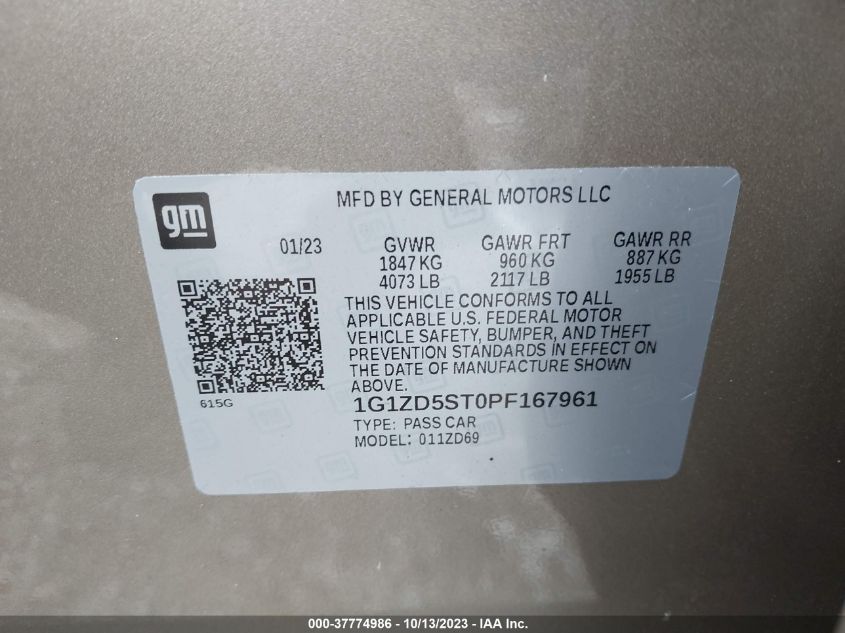 gm
MFD BY GENERAL MOTORS LLC
01/23 GVWR GAWR FRT GAWR RR
1847 KG 960 KG 887 KG
4073 LB 2117 LB 1955 LB
THIS VEHICLE CONFORMS TO ALL
APPLICABLE U.S. FEDERAL MOTOR
VEHICLE SAFETY, BUMPER, AND THEFT
PREVENTION STANDARDS IN EFFECT ON
THE DATE OF MANUFACTURE SHOWN
ABOVE.
615G
1G1ZD5ST0PF167961
TYPE: PASS CAR
MODEL: 011ZD69
000-37774986 - 10/13/2023 - IAA Inc.